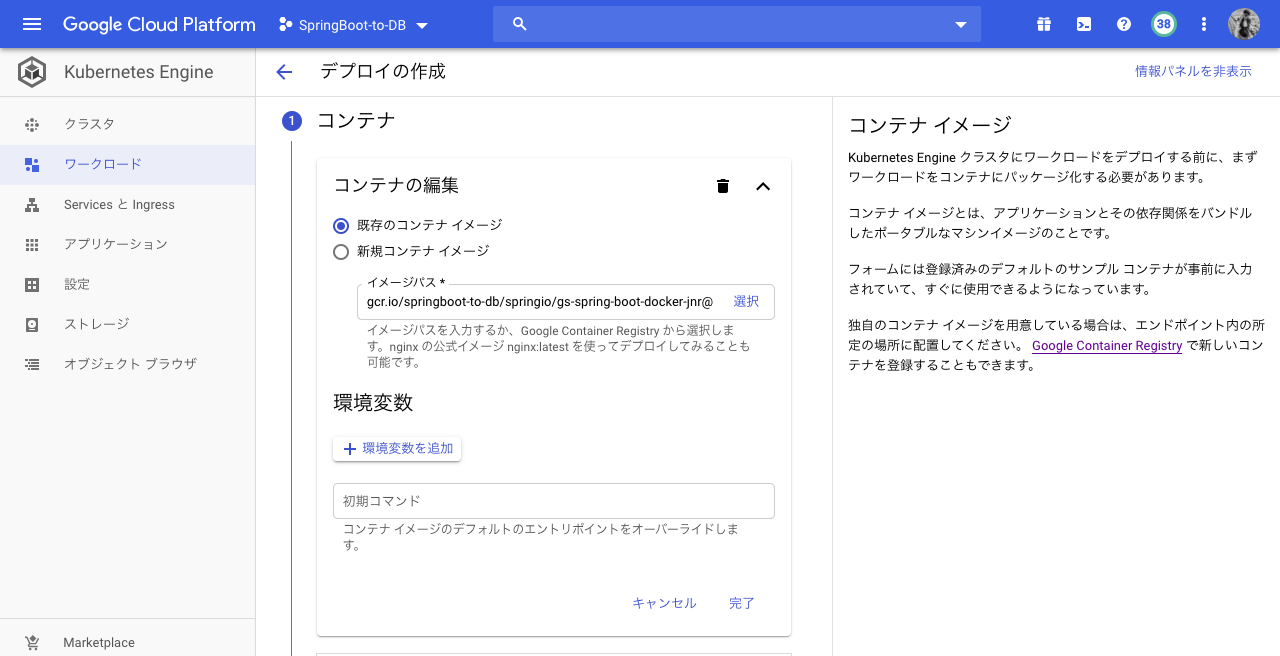 Google Cloud Platform
SpringBoot-to-DB
38
Kubernetes Engine
デプロイの作成
情報パネルを非表示
クラスタ
ワークロード
Services と Ingress
アプリケーション
設定
ストレージ
オブジェクト ブラウザ
Marketplace
1
コンテナ
コンテナの編集
既存のコンテナ イメージ
新規コンテナ イメージ
イメージパス *
gcr.io/springboot-to-db/springio/gs-spring-boot-docker-jnr@
選択
イメージパスを入力するか、Google Container Registry から選択しま
す。nginx の公式イメージ nginx:latest を使ってデプロイしてみることも
可能です。
環境変数
環境変数を追加
初期コマンド
コンテナ イメージのデフォルトのエントリポイントをオーバーライドしま
す。
キャンセル
完了
コンテナ イメージ
Kubernetes Engine クラスタにワークロードをデプロイする前に、まず
ワークロードをコンテナにパッケージ化する必要があります。
コンテナ イメージとは、アプリケーションとその依存関係をバンドル
したポータブルなマシンイメージのことです。
フォームには登録済みのデフォルトのサンプル コンテナが事前に入力
されていて、すぐに使用できるようになっています。
独自のコンテナ イメージを用意している場合は、エンドポイント内の所
定の場所に配置してください。 Google Container Registry で新しいコン
テナを登録することもできます。